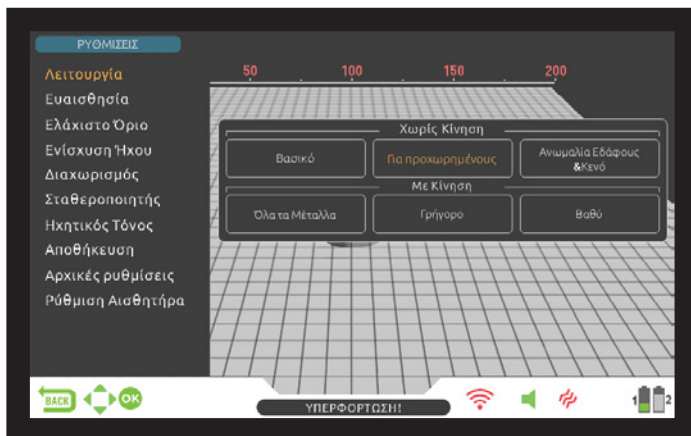 ΡΥΘΜΙΣΕΙΣ
Λειτουργία
Ευαισθησία
Ελάχιστο Όριο
Ενίσχυση Ήχου
Διαχωρισμός
Σταθεροποιητής
Ηχητικός Τόνος
Αποθήκευση
Αρχικές ρυθμίσεις
Ρύθμιση Αισθητήρα
50 100 150 200
Χωρίς Κίνηση
Βασικό
Για προχωρημένους
Ανωμαλία Εδάφους
&Κενό
Με Κίνηση
Όλα τα Μέταλλα
Γρήγορο
Βαθύ
BACK OK
ΥΠΕΡΦΟΡΤΩΣΗ!
1 2